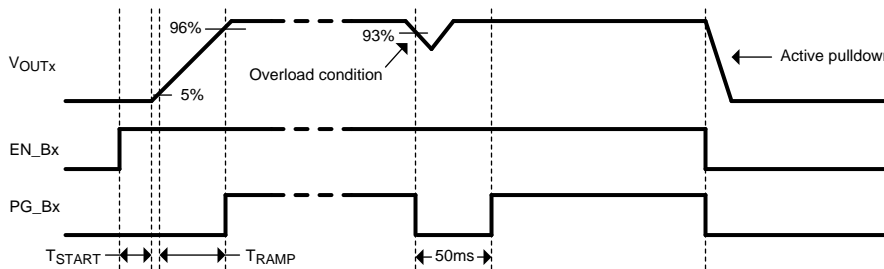 96%
93%
Overload condition
Active pulldown
VOUTx
5%
EN_Bx
PG_Bx
TSTART
TRAMP
50ms